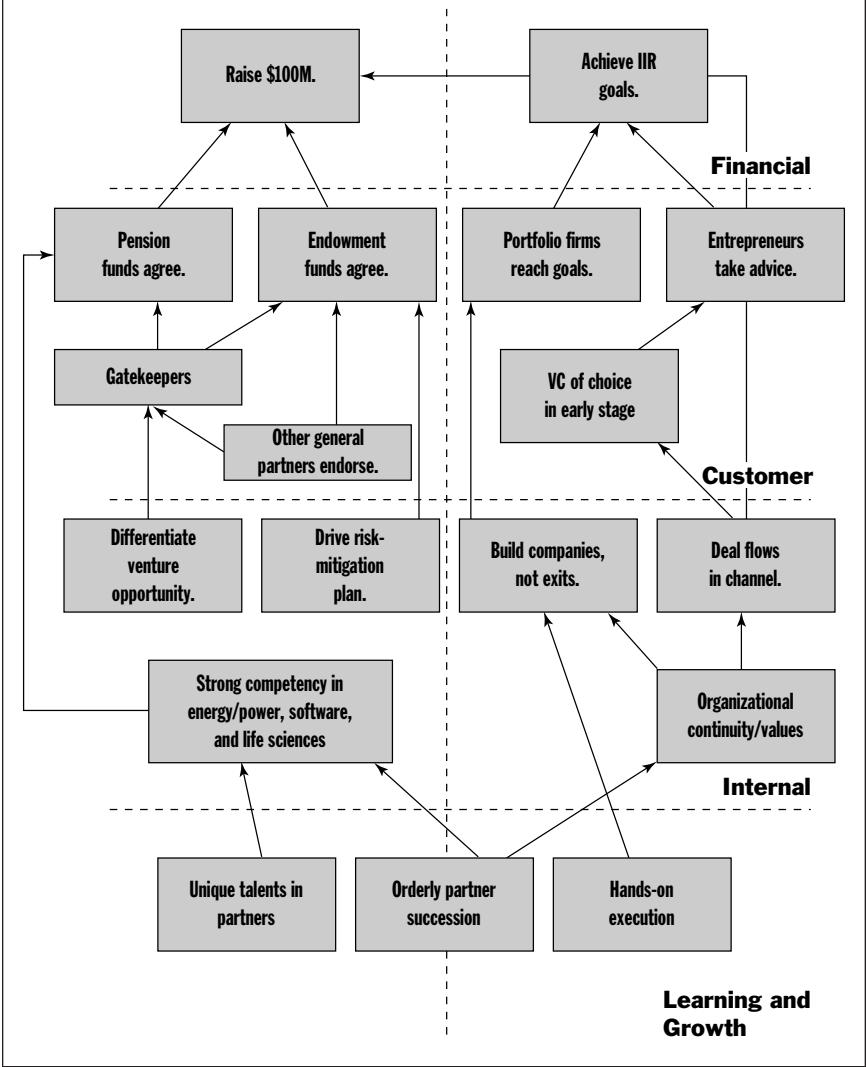 Raise $100M.
Achieve IIR
goals.
Financial
Pension
funds agree.
Endowment
funds agree.
Portfolio firms
reach goals.
Entrepreneurs
take advice.
Gatekeepers
VC of choice
in early stage
Other general
partners endorse.
Customer
Differentiate
venture
opportunity.
Drive risk-
mitigation
plan.
Build companies,
not exits.
Deal flows
in channel.
Strong competency in
energy/power, software,
and life sciences
Organizational
continuity/values
Internal
Unique talents in
partners
Orderly partner
succession
Hands-on
execution
Learning and
Growth